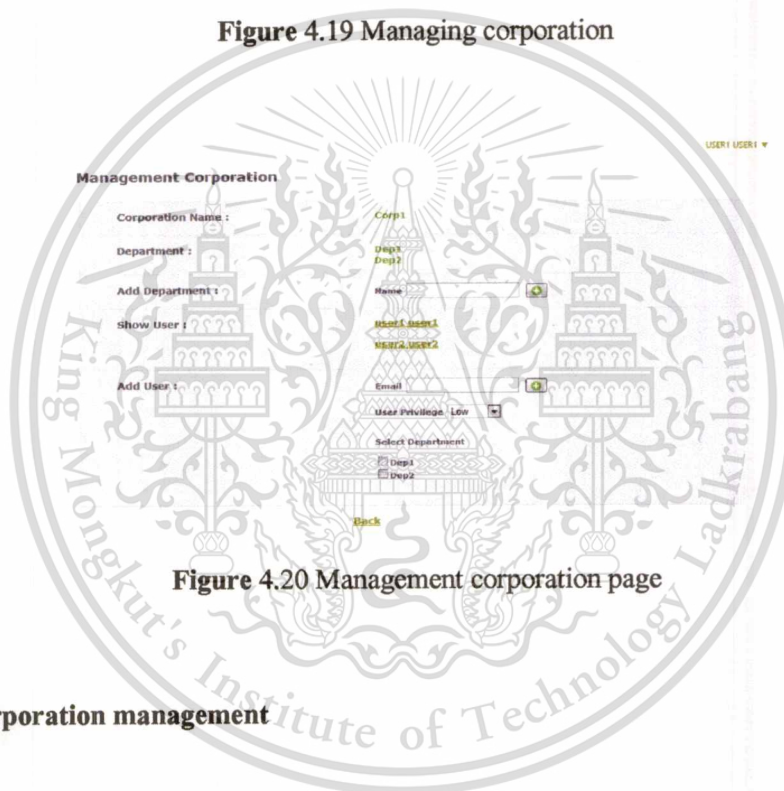 Figure 4.19 Managing corporation
USER1 USER1 ▼
Management Corporation
Corporation Name : Corp1
Department : Dep1
Dep2
Add Department : Name
Show User : user1 user1
user2 user2
Add User : Email
User Privilege Low
Select Department
Dep1
Dep2
Back
Figure 4.20 Management corporation page
rporation management
King Mongkut's Institute of Technology Ladkrabang